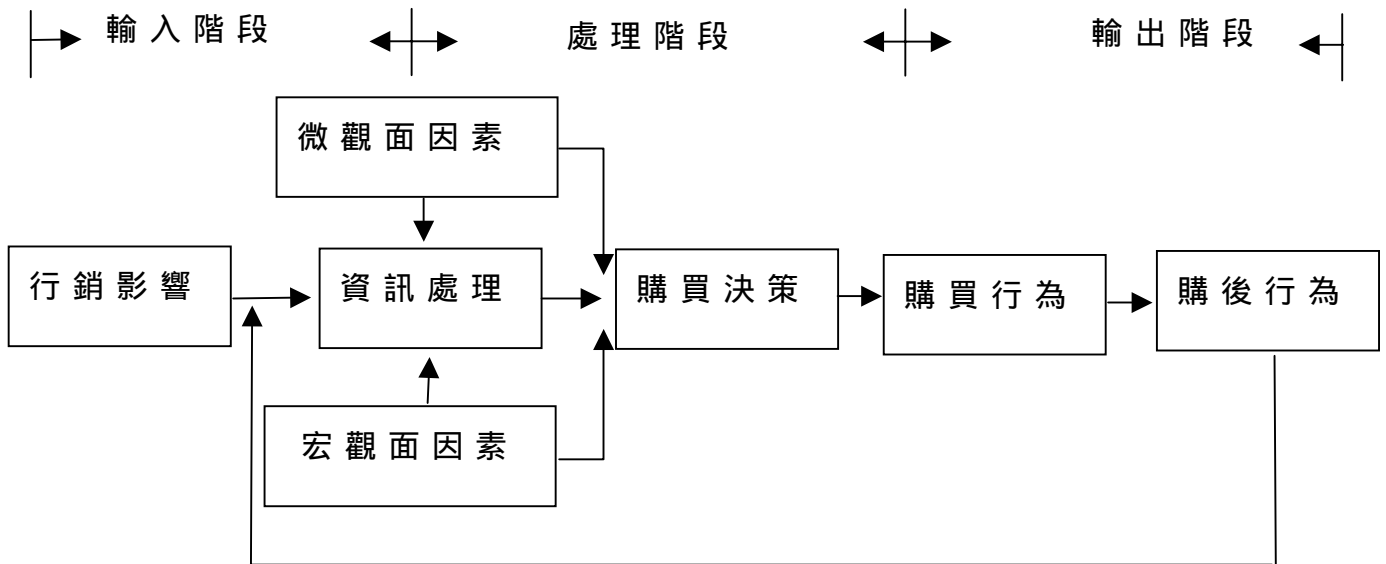 輸入階段
處理階段
輸出階段
微觀面因素
行銷影響
資訊處理
購買決策
購買行為
購後行為
宏觀面因素